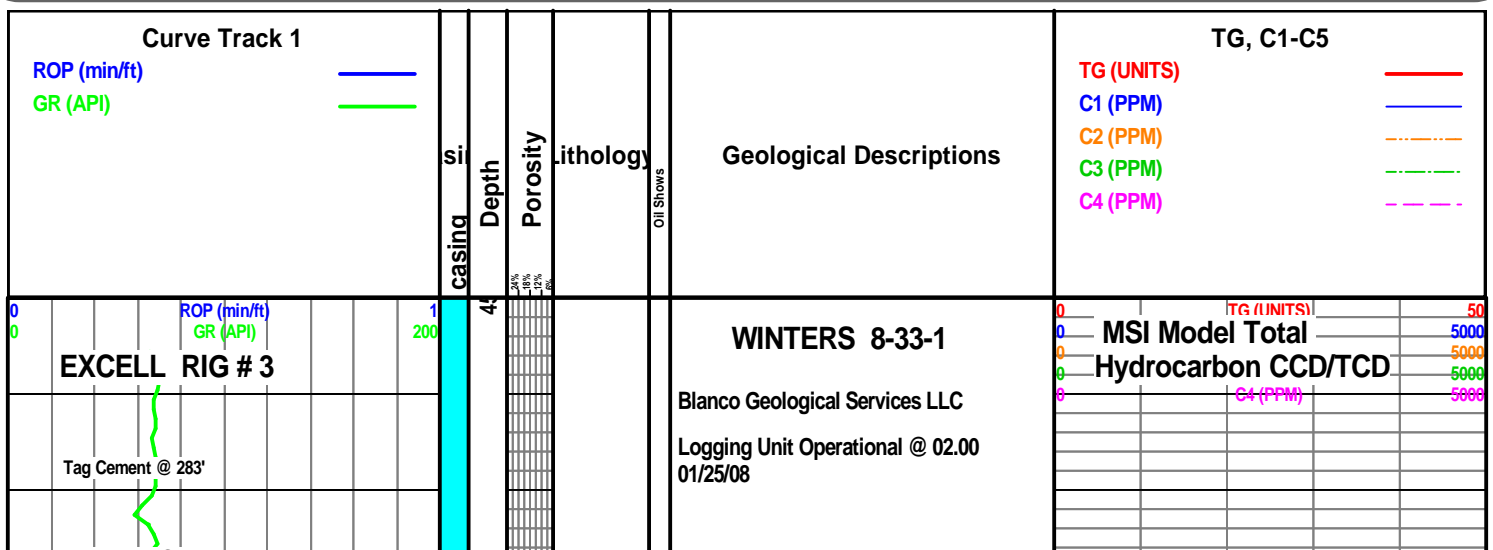 Curve Track 1
ROP (min/ft)
GR (API)
casing
Depth
Porosity
24%
18%
12%
6%
Oil Shows
Geological Descriptions
TG, C1-C5
TG (UNITS)
C1 (PPM)
C2 (PPM)
C3 (PPM)
C4 (PPM)
0 ROP (min/ft) 1
0 GR (API) 200
EXCELL RIG # 3
Tag Cement @ 283'
WINTERS 8-33-1
Blanco Geological Services LLC
Logging Unit Operational @ 02.00
01/25/08
0 TG (UNITS) 50
0 5000
0 5000
0 5000
0 C4 (PPM) 5000
MSI Model Total
Hydrocarbon CCD/TCD